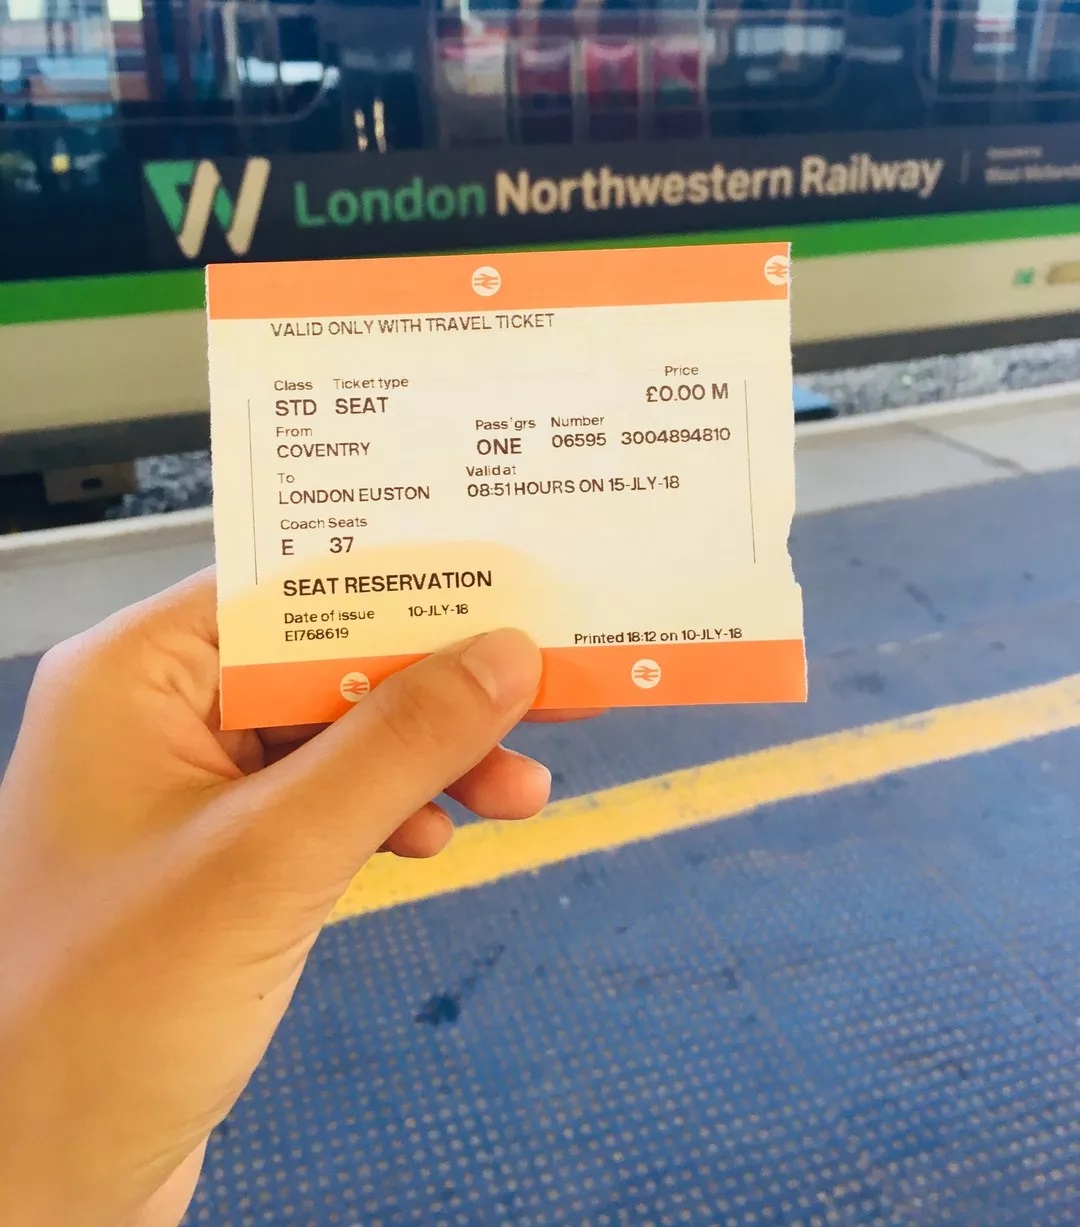 London Northwestern Railway
VALID ONLY WITH TRAVEL TICKET
Class Ticket type Price
STD SEAT £0.00 M
From Pass'grs Number
COVENTRY ONE 06595 3004894810
To Valid at
LONDON EUSTON 08:51 HOURS ON 15-JLY-18
Coach Seats
E 37
SEAT RESERVATION
Date of issue 10-JLY-18
EI768619 Printed 18:12 on 10-JLY-18